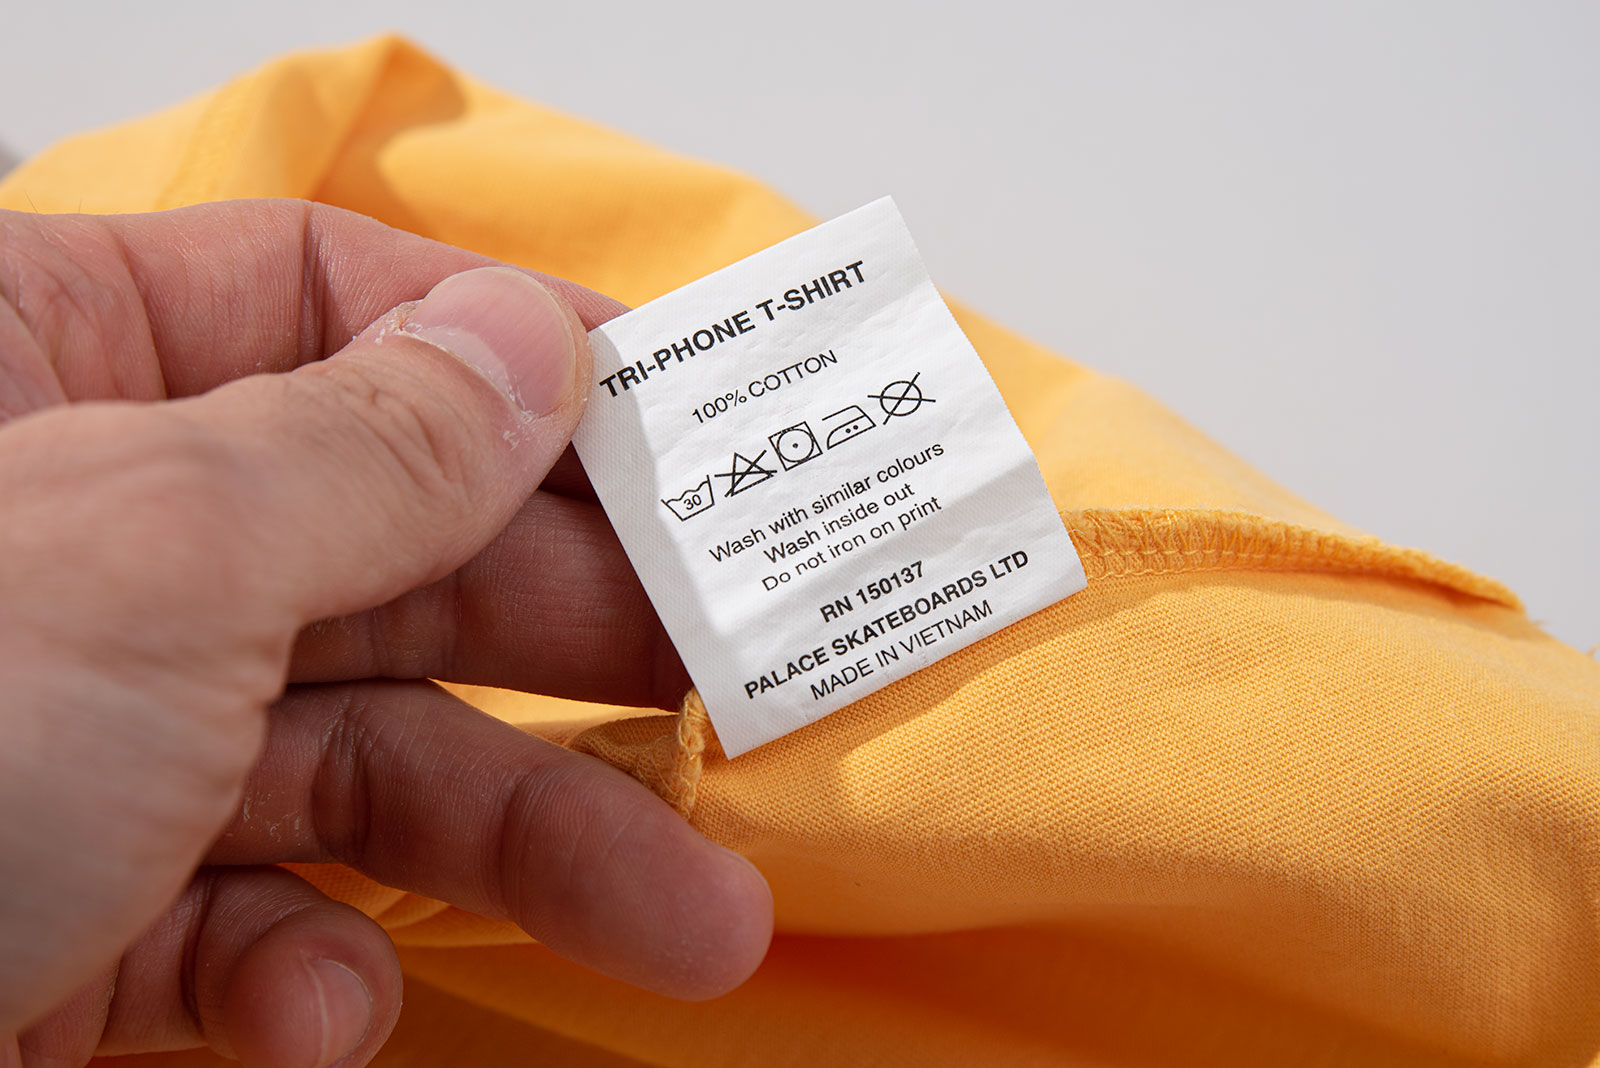 TRI-PHONE T-SHIRT
100% COTTON
30
Wash with similar colours
Wash inside out
Do not iron on print
RN 150137
PALACE SKATEBOARDS LTD
MADE IN VIETNAM